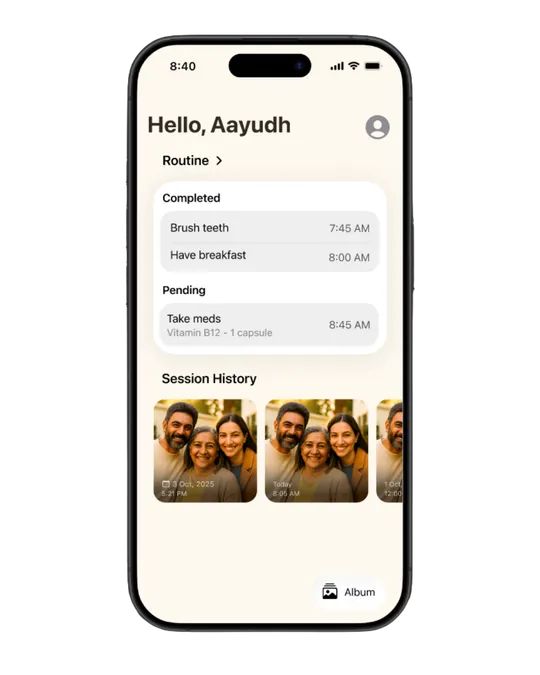 8:40
Hello, Aayudh
Routine >
Completed
Brush teeth 7:45 AM
Have breakfast 8:00 AM
Pending
Take meds
Vitamin B12 - 1 capsule
8:45 AM
Session History
3 Oct, 2025
5:21 PM
Today
8:05 AM
1 Oct,
12:00
Album